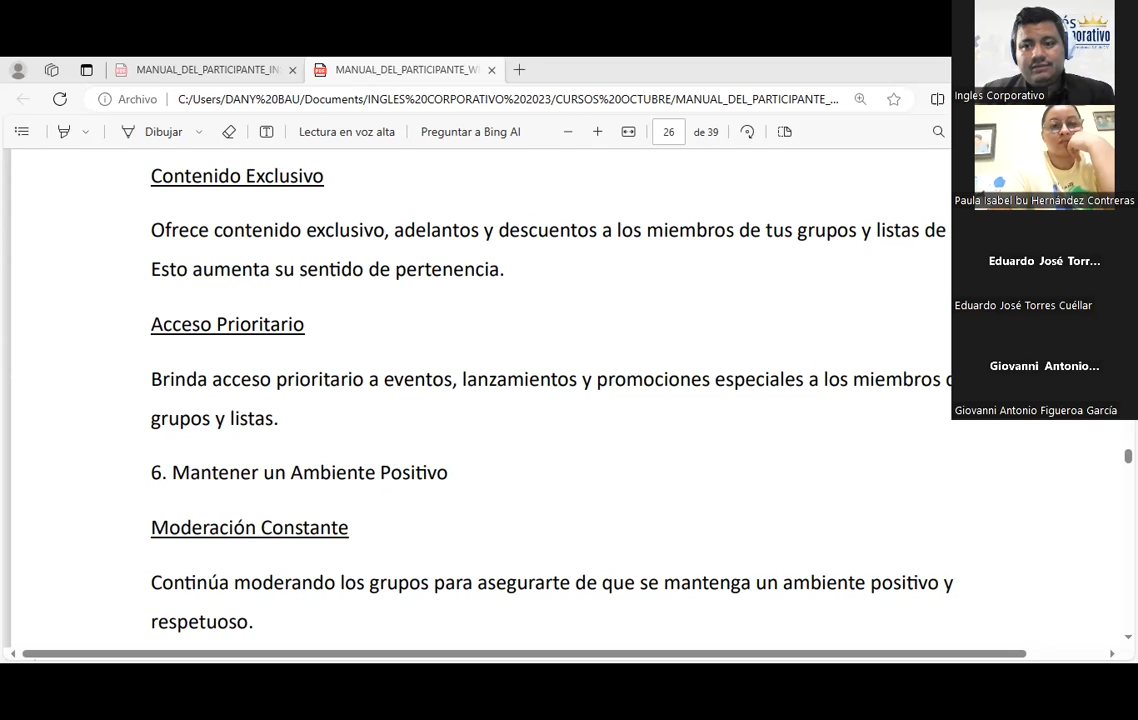 MANUAL_DEL_PARTICIPANTE_IN
MANUAL_DEL_PARTICIPANTE_W
Archivo
C:/Users/DANY%20BAU/Documents/INGLES%20CORPORATIVO%202023/CURSOS%20OCTUBRE/MANUAL_DEL_PARTICIPANTE_...
Dibujar
Lectura en voz alta
Preguntar a Bing AI
26
de 39
Contenido Exclusivo
Ofrece contenido exclusivo, adelantos y descuentos a los miembros de tus grupos y listas de
Esto aumenta su sentido de pertenencia.
Acceso Prioritario
Brinda acceso prioritario a eventos, lanzamientos y promociones especiales a los miembros
grupos y listas.
6. Mantener un Ambiente Positivo
Moderación Constante
Continúa moderando los grupos para asegurarte de que se mantenga un ambiente positivo y
respetuoso.
Inglés Corporativo
Paula Isabel bu Hernández Contreras
Eduardo José Torr...
Eduardo José Torres Cuéllar
Giovanni Antonio...
Giovanni Antonio Figueroa García